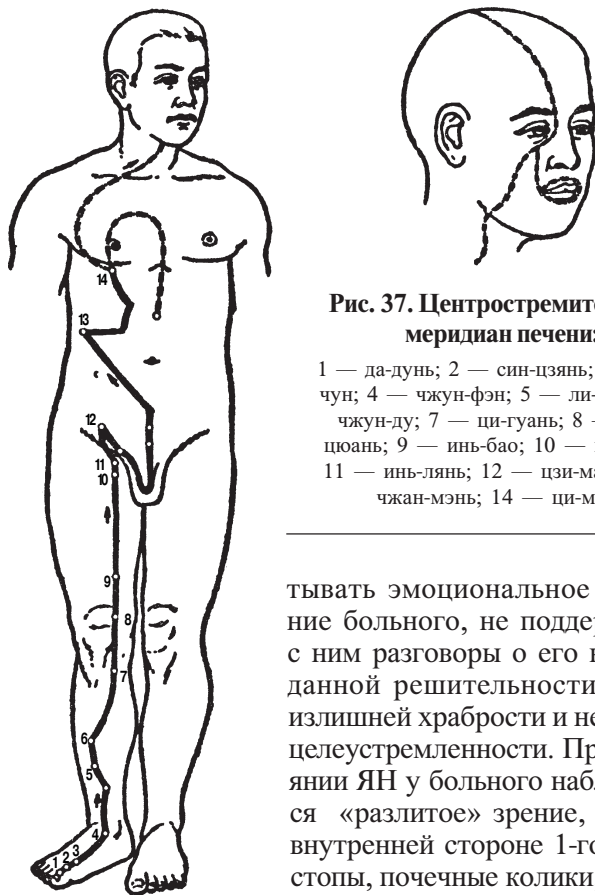 14
13
12
11
10
9
8
7
6
5
4
3
2
1
Рис. 37. Центростремите
меридиан печени:
1 — да-дунь; 2 — син-цзянь;
чун; 4 — чжун-фэн; 5 — ли-
чжун-ду; 7 — ци-гуань; 8 —
цюань; 9 — инь-бао; 10 —
11 — инь-лянь; 12 — цзи-ма
чжан-мэнь; 14 — ци-м
тывать эмоциональное
ние больного, не поддер
с ним разговоры о его н
данной решительности
излишней храбрости и не
целеустремленности. Пр
янии ЯН у больного набл
ся «разлитое» зрение,
внутренней стороне 1-го
стопы, почечные колики